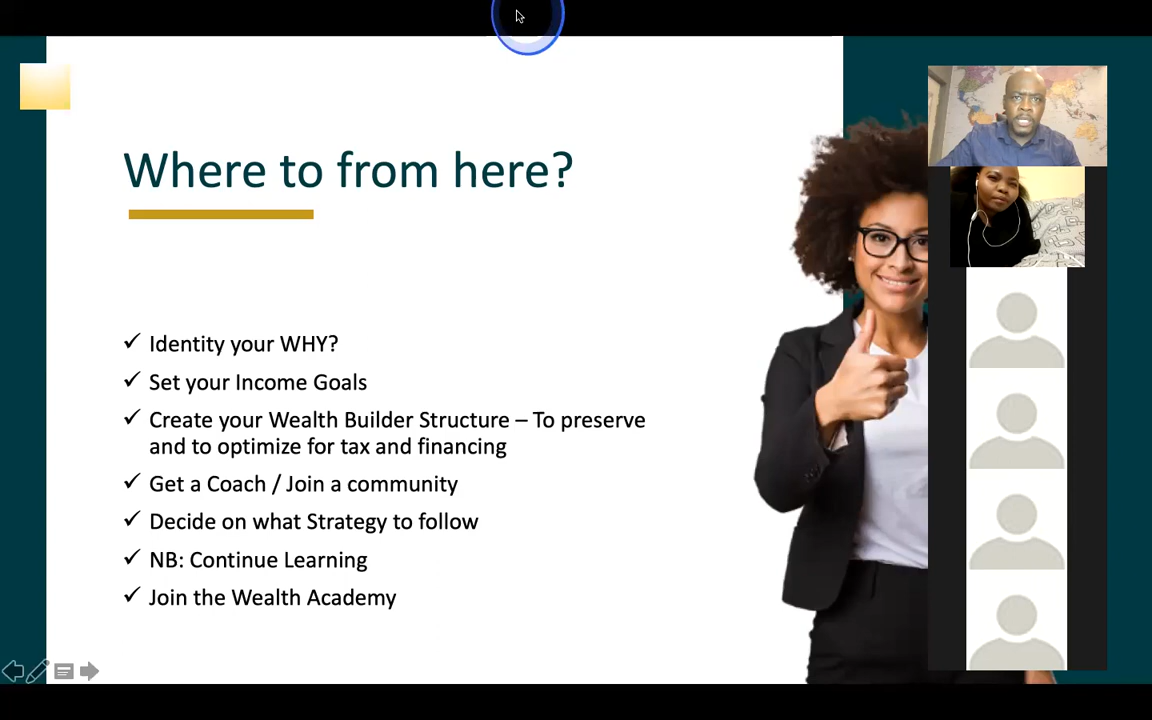 Where to from here?
✓ Identity your WHY?
✓ Set your Income Goals
✓ Create your Wealth Builder Structure – To preserve
and to optimize for tax and financing
✓ Get a Coach / Join a community
✓ Decide on what Strategy to follow
✓ NB: Continue Learning
✓ Join the Wealth Academy